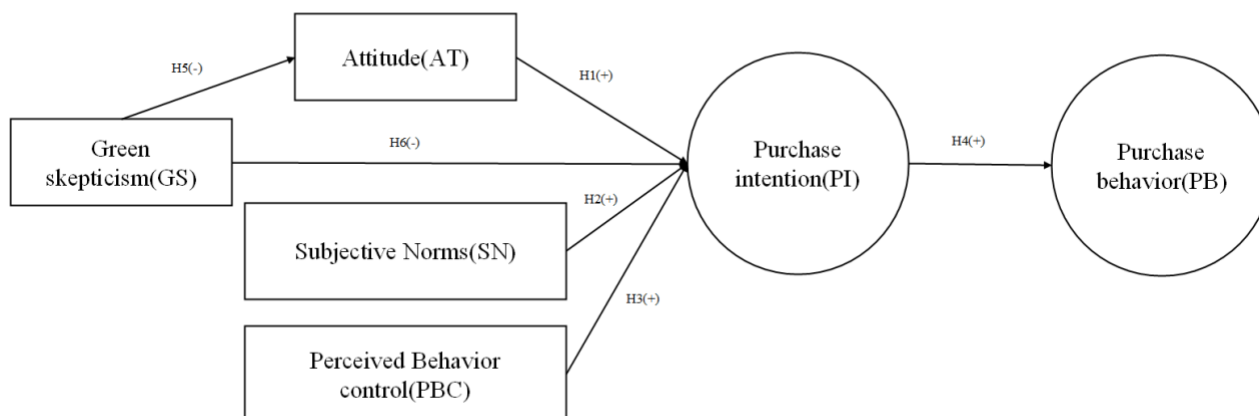 Attitude(AT)
H5(-)
H1(+)
Green
skepticism(GS)
H6(-)
Purchase
intention(PI)
H4(+)
Purchase
behavior(PB)
H2(+)
Subjective Norms(SN)
H3(+)
Perceived Behavior
control(PBC)